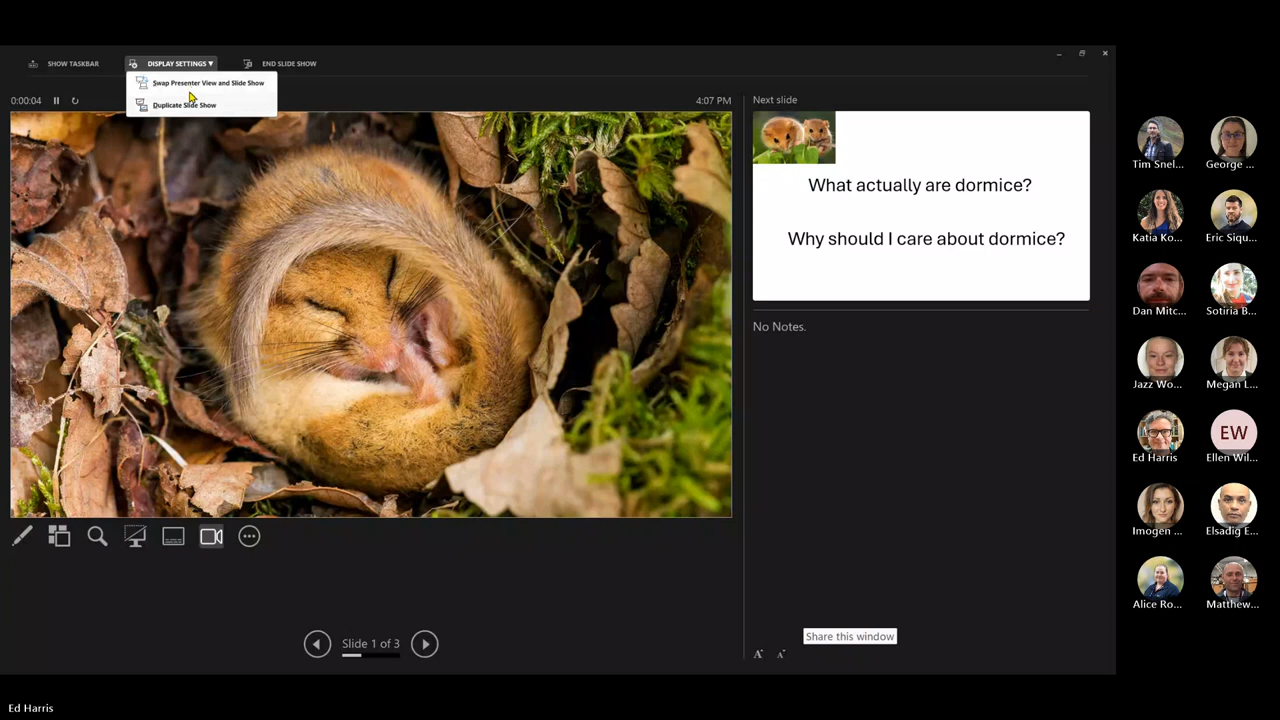 SHOW TASKBAR
DISPLAY SETTINGS ▼
END SLIDE SHOW
Swap Presenter View and Slide Show
Duplicate Slide Show
0:00:04
4:07 PM
Next slide
What actually are dormice?
Why should I care about dormice?
No Notes.
Slide 1 of 3
Share this window
A
A
Tim Snel...
George ...
Katia Ko...
Eric Siqu...
Dan Mitc...
Sotiria B...
Jazz Wo...
Megan L...
Ed Harris
EW
Ellen Wil...
Imogen ...
Elsadig E...
Alice Ro...
Matthew...
Ed Harris